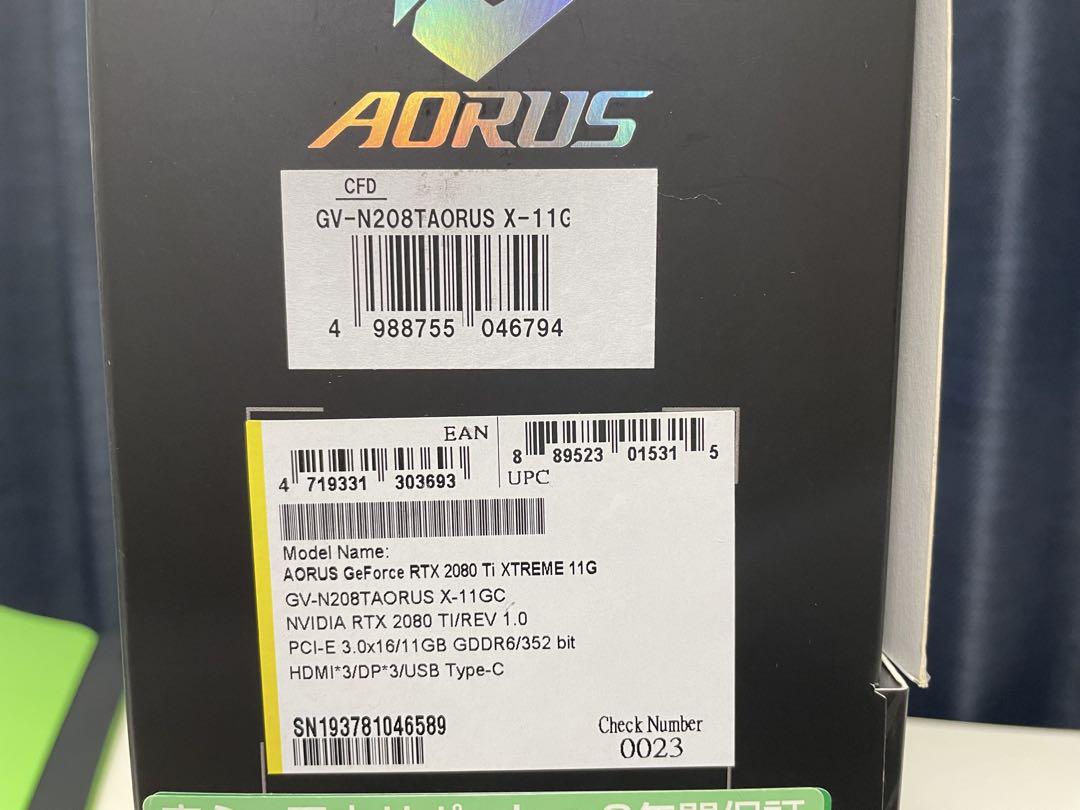 AORUS
CFD
GV-N208TAORUS X-11G
4 988755 046794
EAN
4 719331 303693
8 89523 01531 5
UPC
Model Name:
AORUS GeForce RTX 2080 Ti XTREME 11G
GV-N208TAORUS X-11GC
NVIDIA RTX 2080 TI/REV 1.0
PCI-E 3.0x16/11GB GDDR6/352 bit
HDMI*3/DP*3/USB Type-C
SN193781046589
Check Number
0023